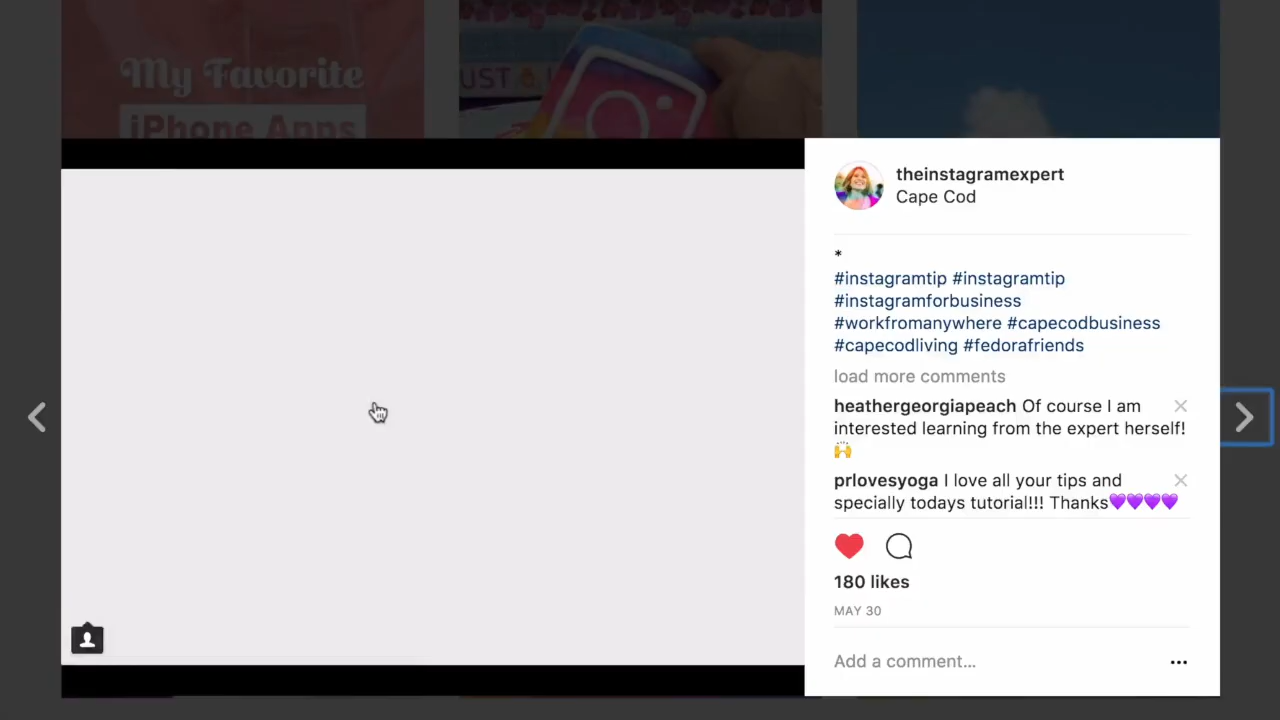 My Favorite
iPhone Apps
UST
theinstagramexpert
Cape Cod
*
#instagramtip #instagramtip
#instagramforbusiness
#workfromanywhere #capecodbusiness
#capecodliving #fedorafriends
load more comments
heathergeorgiapeach Of course I am
interested learning from the expert herself!
🙌
prlovesyoga I love all your tips and
specially todays tutorial!!! Thanks💜💜💜💜
180 likes
MAY 30
Add a comment...